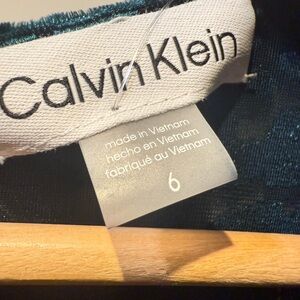 Calvin Klein
made in Vietnam
hecho en Vietnam
fabriqué au Vietnam
6